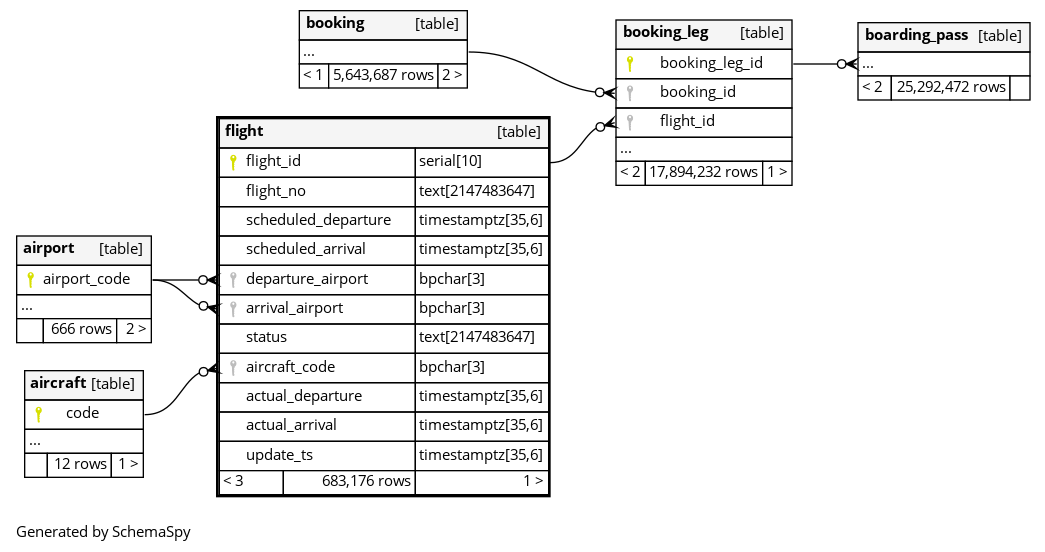 booking [table]
...
< 1 5,643,687 rows 2 >
booking_leg [table]
booking_leg_id
booking_id
flight_id
...
< 2 17,894,232 rows 1 >
boarding_pass [table]
...
< 2 25,292,472 rows
flight [table]
flight_id serial[10]
flight_no text[2147483647]
scheduled_departure timestamptz[35,6]
scheduled_arrival timestamptz[35,6]
departure_airport bpchar[3]
arrival_airport bpchar[3]
status text[2147483647]
aircraft_code bpchar[3]
actual_departure timestamptz[35,6]
actual_arrival timestamptz[35,6]
update_ts timestamptz[35,6]
< 3 683,176 rows 1 >
airport [table]
airport_code
...
666 rows 2 >
aircraft [table]
code
...
12 rows 1 >
Generated by SchemaSpy